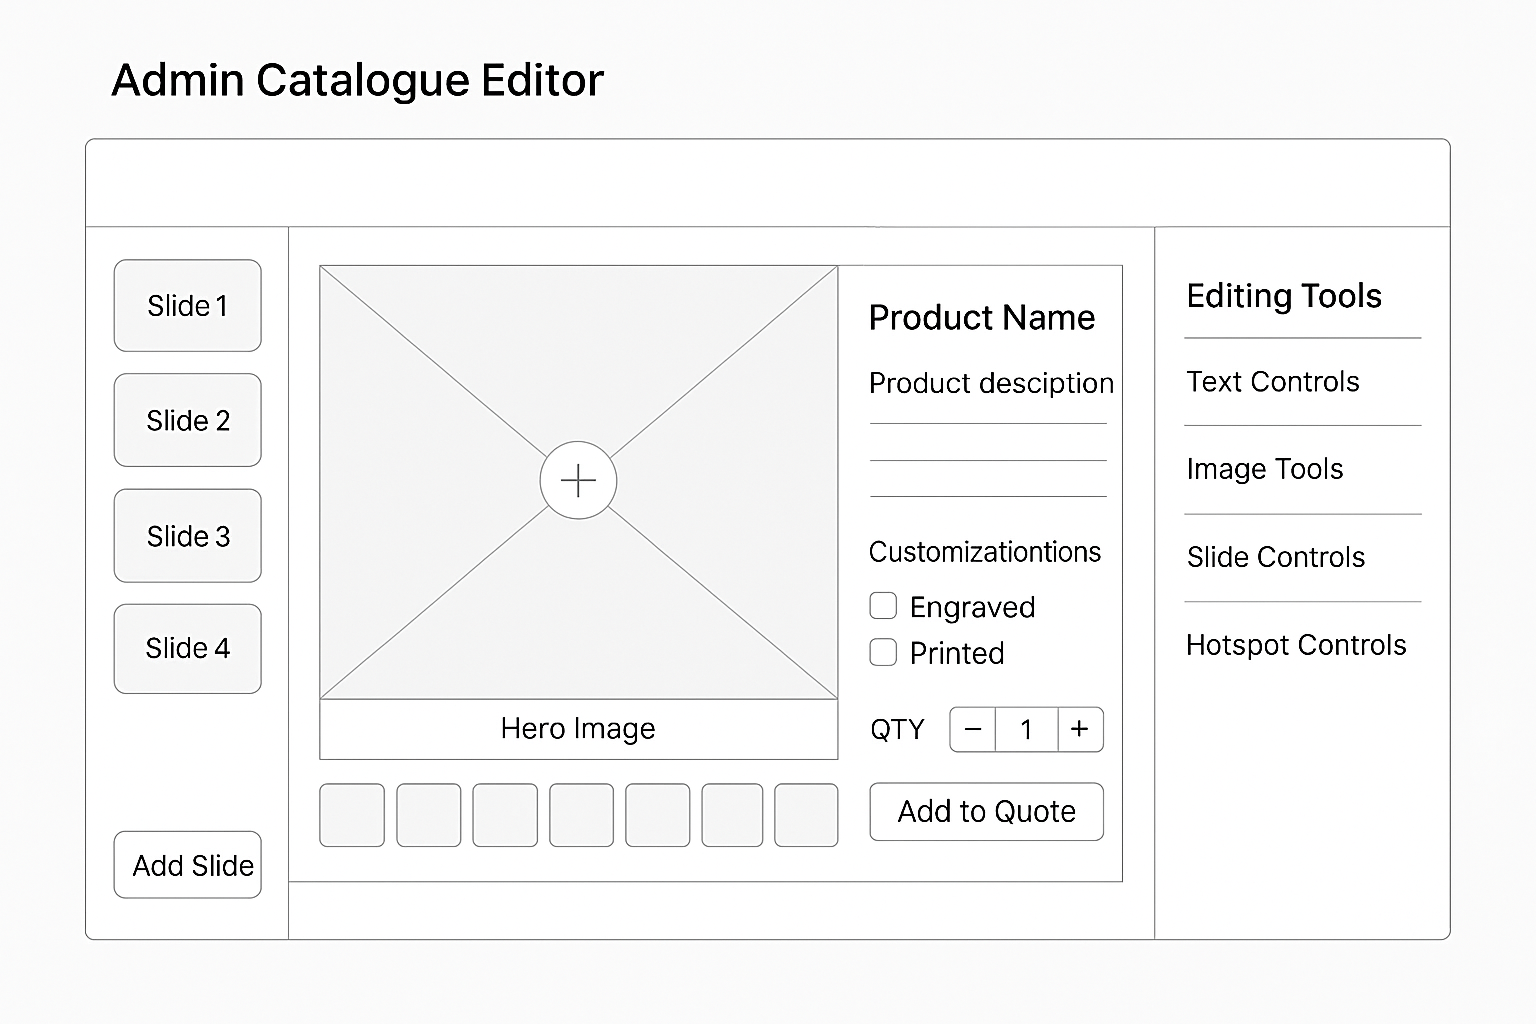 Admin Catalogue Editor
Slide 1
Slide 2
Slide 3
Slide 4
Add Slide
Hero Image
Product Name
Product desciption
Customizationtions
Engraved
Printed
QTY − 1 +
Add to Quote
Editing Tools
Text Controls
Image Tools
Slide Controls
Hotspot Controls